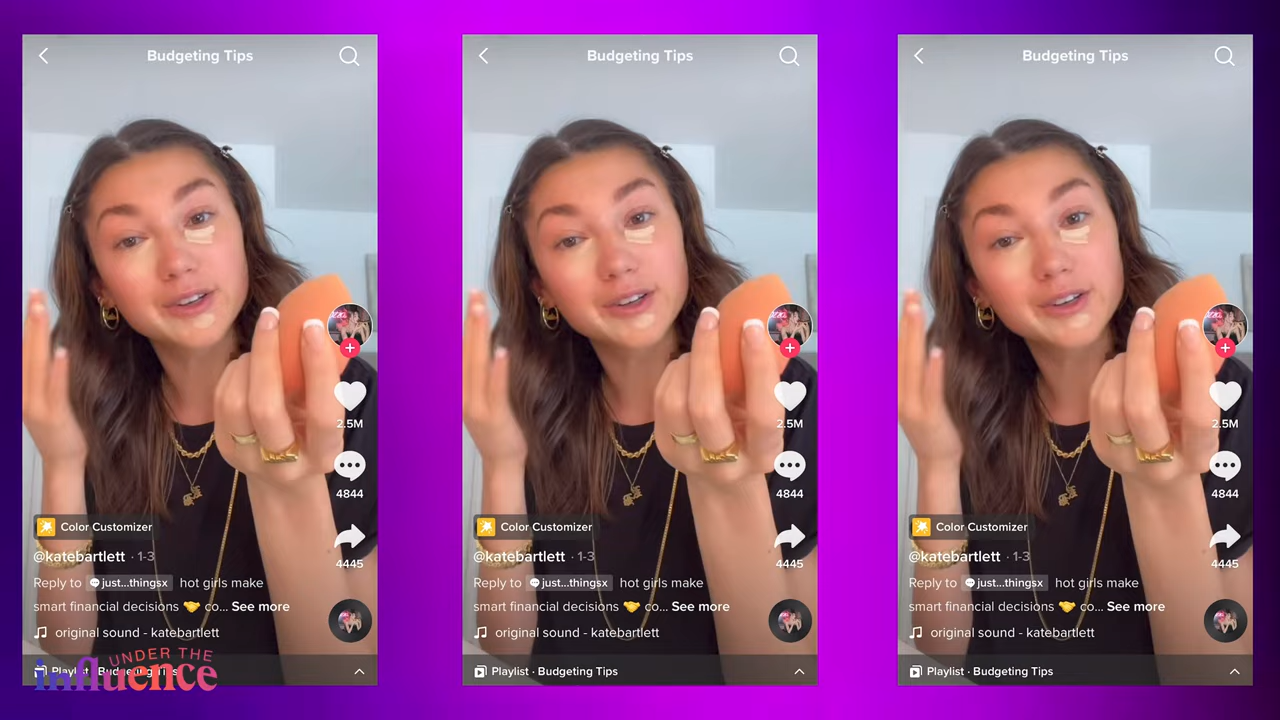 Budgeting Tips
2.5M
4844
4445
Color Customizer
@katebartlett · 1-3
Reply to just...thingsx hot girls make
smart financial decisions 🤝 co... See more
original sound - katebartlett
Playlist · Budgeting Tips
UNDER THE
influence
Budgeting Tips
2.5M
4844
4445
Color Customizer
@katebartlett · 1-3
Reply to just...thingsx hot girls make
smart financial decisions 🤝 co... See more
original sound - katebartlett
Playlist · Budgeting Tips
Budgeting Tips
2.5M
4844
4445
Color Customizer
@katebartlett · 1-3
Reply to just...thingsx hot girls make
smart financial decisions 🤝 co... See more
original sound - katebartlett
Playlist · Budgeting Tips